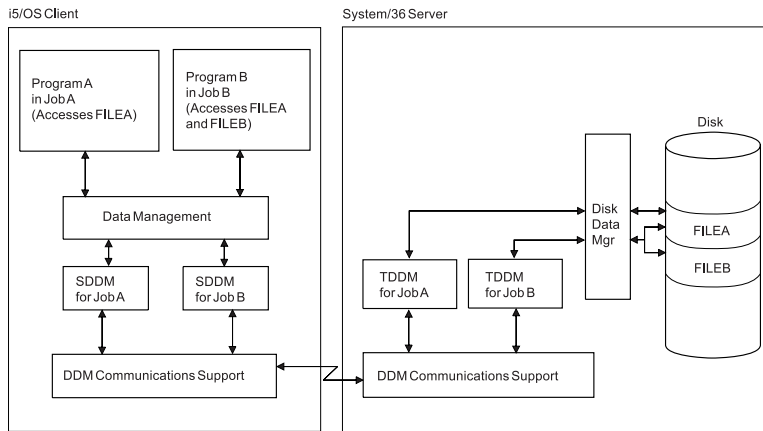 i5/OS Client
System/36 Server
Program A
in Job A
(Accesses FILEA)
Program B
in Job B
(Accesses FILEA
and FILEB)
Data Management
SDDM
for Job A
SDDM
for Job B
DDM Communications Support
TDDM
for Job A
TDDM
for Job B
DDM Communications Support
Disk
Data
Mgr
Disk
FILEA
FILEB